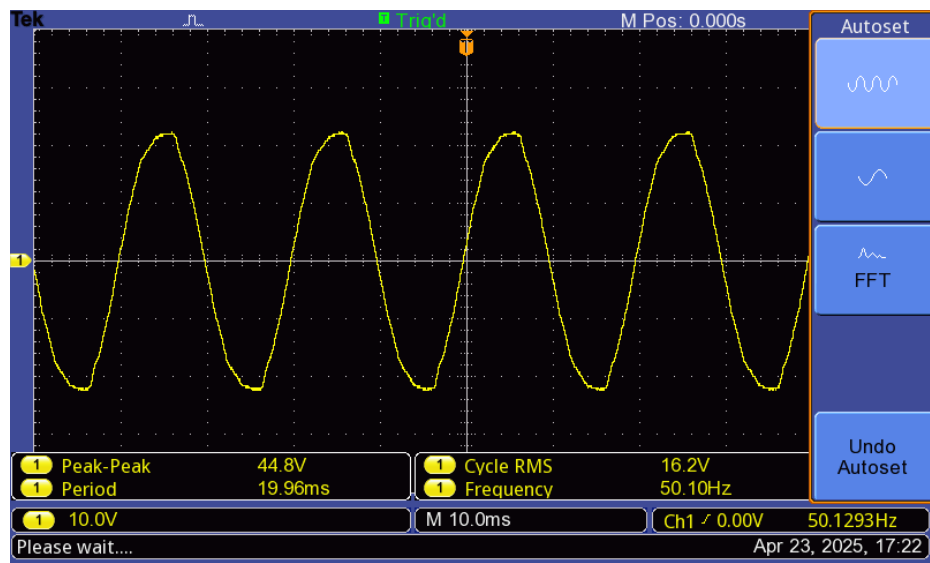 Tek
Trig'd
M Pos: 0.000s
Autoset
T
1
FFT
Undo
Autoset
1 Peak-Peak 44.8V
1 Period 19.96ms
1 Cycle RMS 16.2V
1 Frequency 50.10Hz
1 10.0V
M 10.0ms
Ch1 0.00V 50.1293Hz
Please wait....
Apr 23, 2025, 17:22